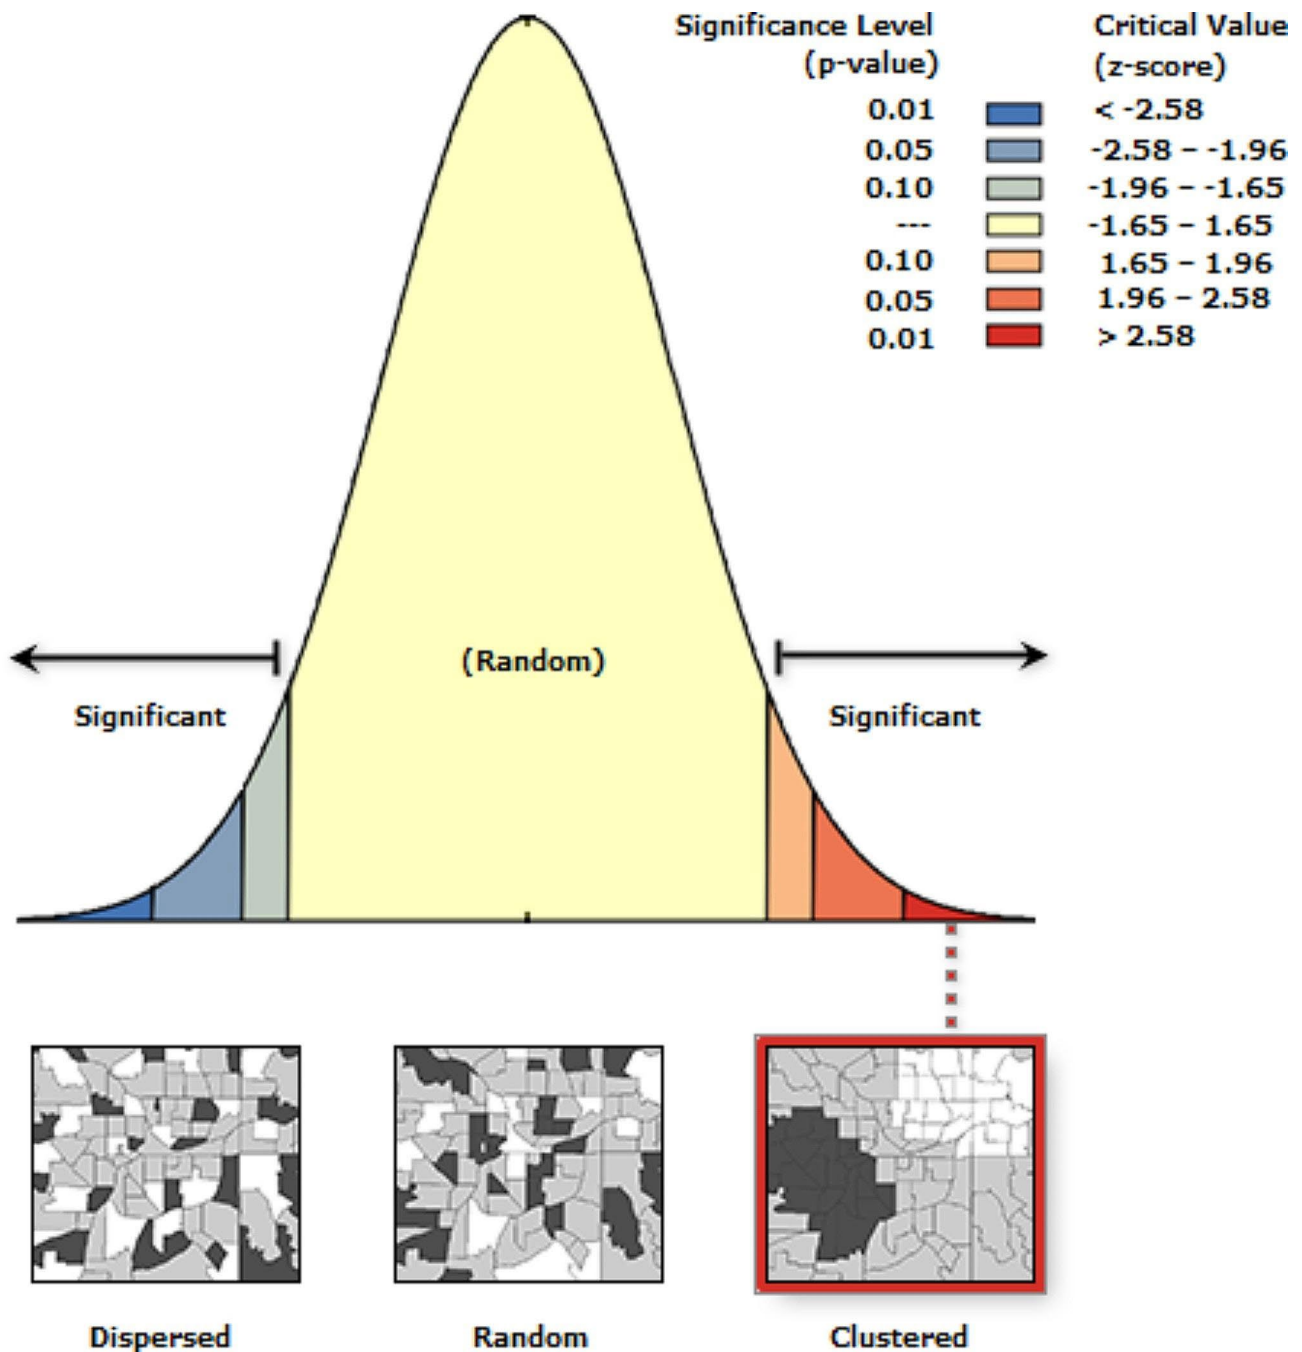 Significance Level Critical Value
(p-value) (z-score)
0.01 < -2.58
0.05 -2.58 – -1.96
0.10 -1.96 – -1.65
--- -1.65 – 1.65
0.10 1.65 – 1.96
0.05 1.96 – 2.58
0.01 > 2.58
(Random)
Significant Significant
Dispersed Random Clustered